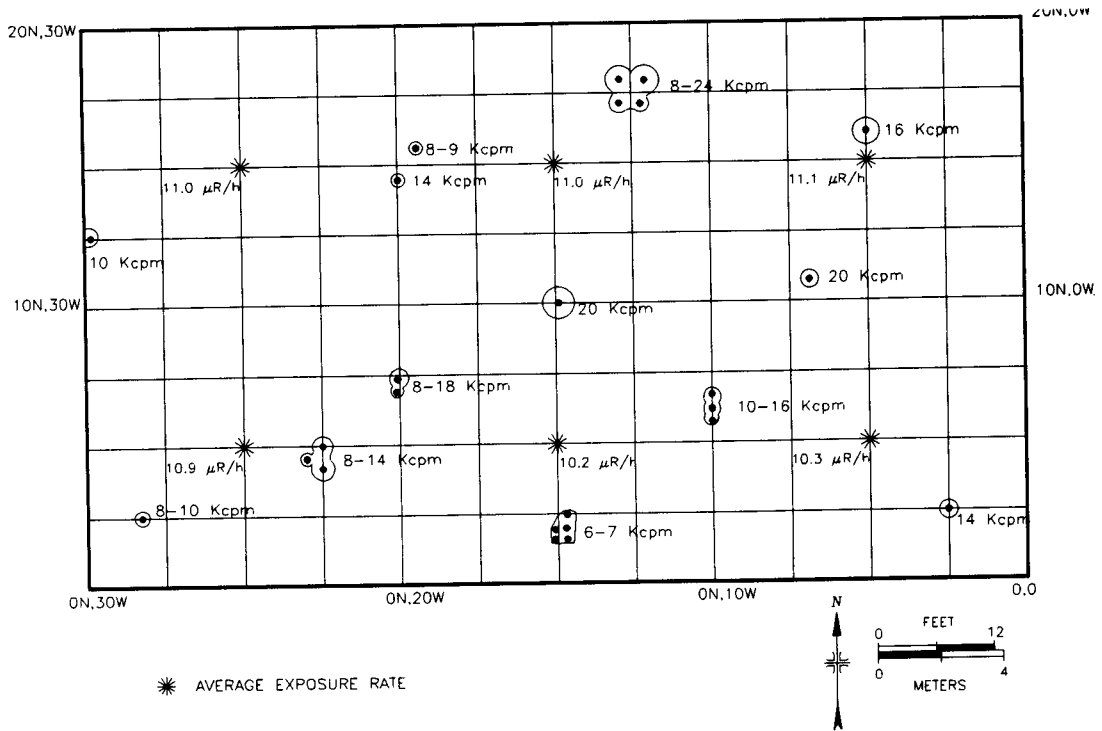 20N,30W
20N,0W
8-24 Kcpm
16 Kcpm
8-9 Kcpm
14 Kcpm
11.0 µR/h
11.0 µR/h
11.1 µR/h
10 Kcpm
20 Kcpm
10N,30W
10N,0W
20 Kcpm
8-18 Kcpm
10-16 Kcpm
10.9 µR/h
8-14 Kcpm
10.2 µR/h
10.3 µR/h
8-10 Kcpm
6-7 Kcpm
14 Kcpm
0N,30W
0N,20W
0N,10W
0,0
N
FEET
0 12
0 4
METERS
AVERAGE EXPOSURE RATE